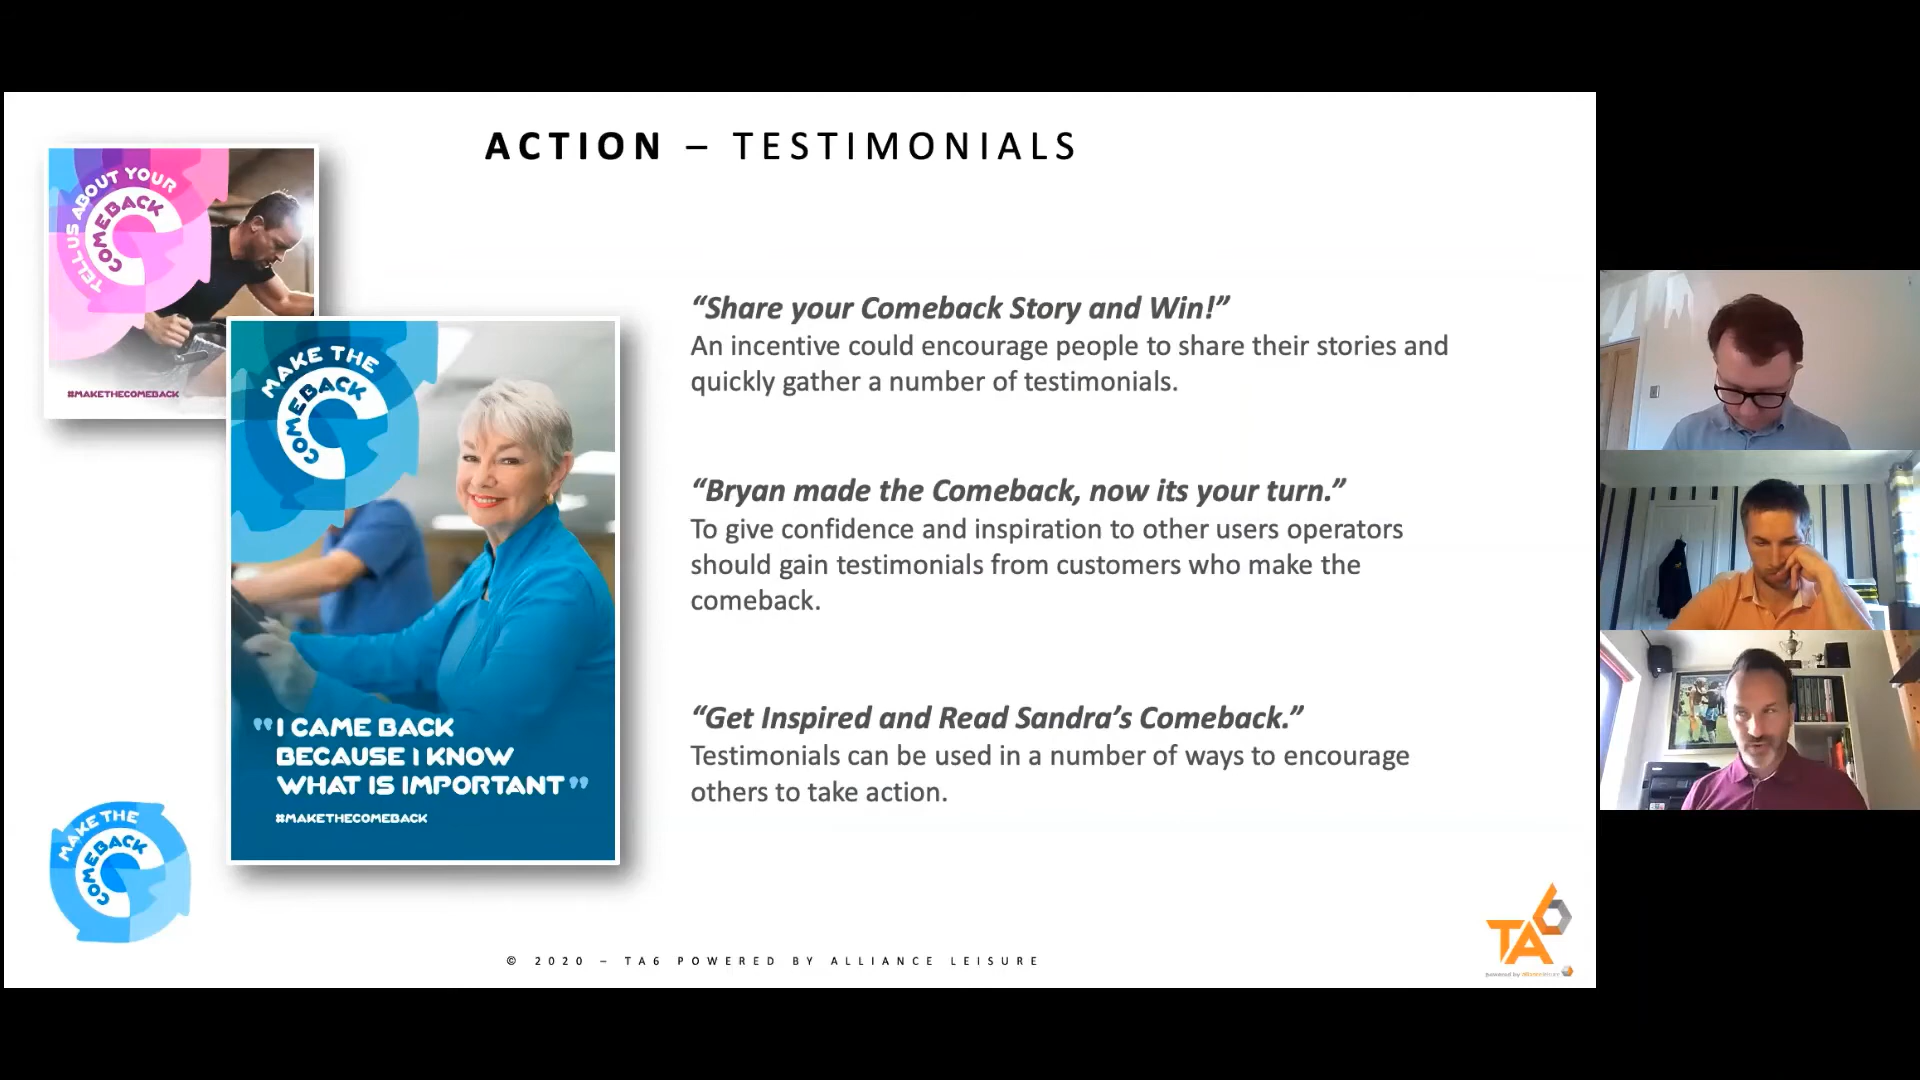 ACTION – TESTIMONIALS
TELL US ABOUT YOUR
COMEBACK
#MAKETHECOMEBACK
MAKE THE
COMEBACK
"I CAME BACK
BECAUSE I KNOW
WHAT IS IMPORTANT"
#MAKETHECOMEBACK
“Share your Comeback Story and Win!”
An incentive could encourage people to share their stories and
quickly gather a number of testimonials.
“Bryan made the Comeback, now its your turn.”
To give confidence and inspiration to other users operators
should gain testimonials from customers who make the
comeback.
“Get Inspired and Read Sandra’s Comeback.”
Testimonials can be used in a number of ways to encourage
others to take action.
MAKE THE
COMEBACK
© 2020 – TA6 POWERED BY ALLIANCE LEISURE
TA6
powered by allianceleisure